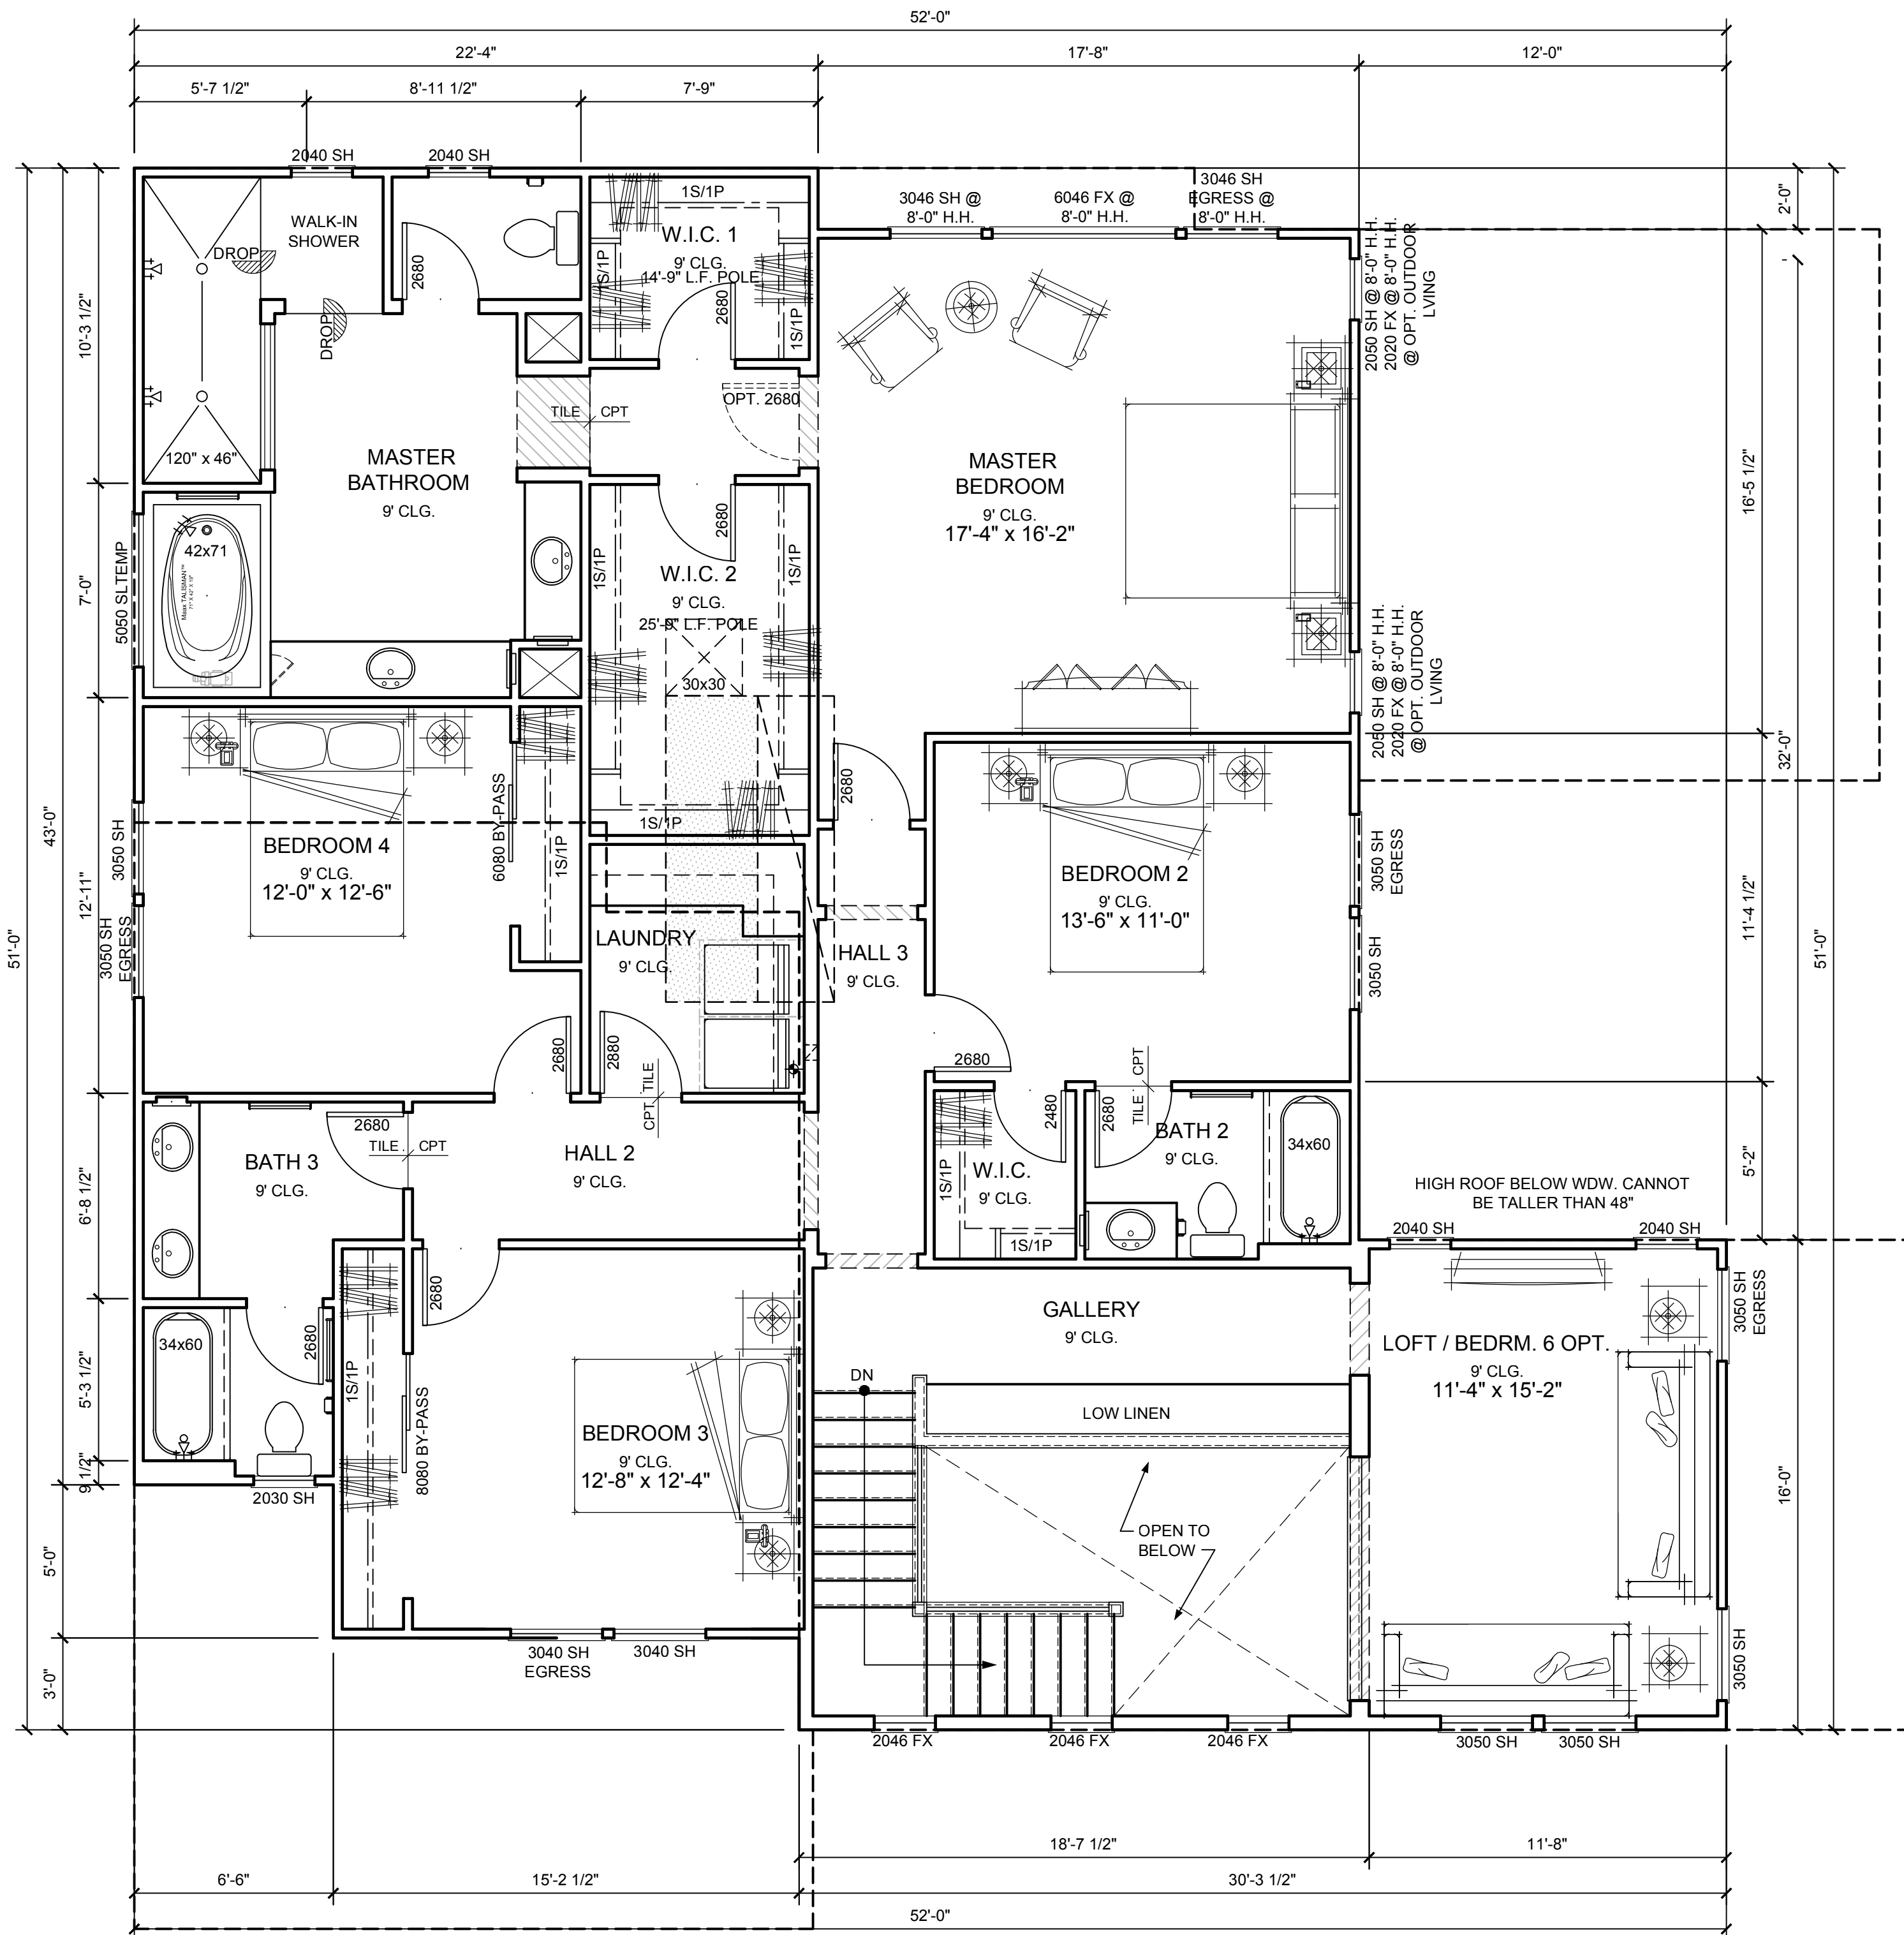 52'-0"
22'-4"
17'-8"
12'-0"
5'-7 1/2"
8'-11 1/2"
7'-9"
2040 SH
2040 SH
3046 SH @
8'-0" H.H.
6046 FX @
8'-0" H.H.
3046 SH
EGRESS @
8'-0" H.H.
2'-0"
WALK-IN
SHOWER
DROP
DROP
120" x 46"
2680
1S/1P
W.I.C. 1
9' CLG.
14'-9" L.F. POLE
1S/1P
1S/1P
2680
2050 SH @ 8'-0" H.H.
2020 FX @ 8'-0" H.H.
@ OPT. OUTDOOR
LVING
10'-3 1/2"
TILE
CPT
OPT. 2680
MASTER
BATHROOM
9' CLG.
MASTER
BEDROOM
9' CLG.
17'-4" x 16'-2"
16'-5 1/2"
2680
42x71
Maax TALISMAN™
5050 SLTEMP
7'-0"
1S/1P
1S/1P
W.I.C. 2
9' CLG.
25'-9" L.F. POLE
30x30
1S/1P
2050 SH @ 8'-0" H.H.
2020 FX @ 8'-0" H.H.
@ OPT. OUTDOOR
LVING
32'-0"
51'-0"
43'-0"
12'-11"
3050 SH
3050 SH
EGRESS
BEDROOM 4
9' CLG.
12'-0" x 12'-6"
6080 BY-PASS
1S/1P
2680
2680
LAUNDRY
9' CLG.
2880
TILE
CPT
HALL 3
9' CLG.
BEDROOM 2
9' CLG.
13'-6" x 11'-0"
3050 SH
EGRESS
3050 SH
11'-4 1/2"
51'-0"
2680
2480
2680
TILE
CPT
BATH 2
9' CLG.
34x60
5'-2"
2680
TILE
CPT
BATH 3
9' CLG.
6'-8 1/2"
HALL 2
9' CLG.
W.I.C.
9' CLG.
1S/1P
1S/1P
HIGH ROOF BELOW WDW. CANNOT
BE TALLER THAN 48"
2040 SH
2040 SH
3050 SH
EGRESS
2680
2680
34x60
5'-3 1/2"
9 1/2"
1S/1P
8080 BY-PASS
GALLERY
9' CLG.
LOFT / BEDRM. 6 OPT.
9' CLG.
11'-4" x 15'-2"
DN
LOW LINEN
BEDROOM 3
9' CLG.
12'-8" x 12'-4"
2030 SH
OPEN TO
BELOW
16'-0"
5'-0"
3'-0"
3040 SH
EGRESS
3040 SH
3050 SH
2046 FX
2046 FX
2046 FX
3050 SH
3050 SH
18'-7 1/2"
11'-8"
6'-6"
15'-2 1/2"
30'-3 1/2"
52'-0"